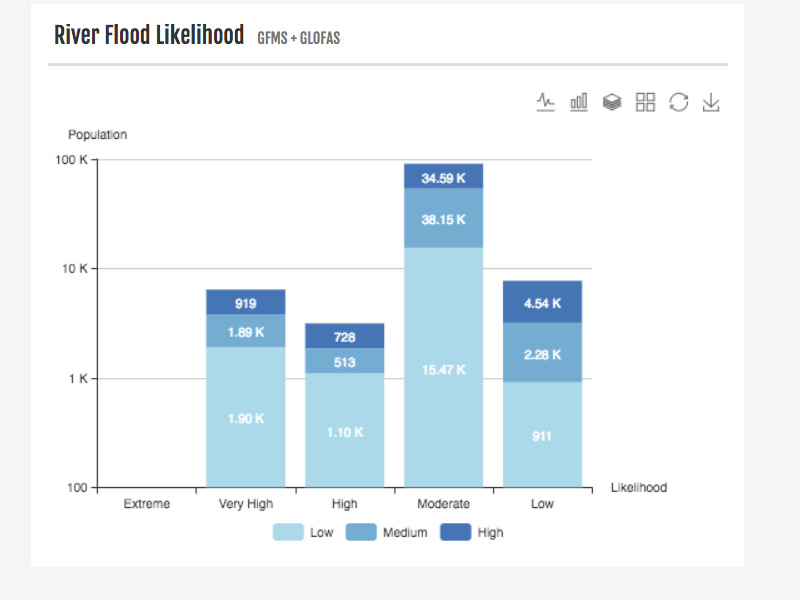 River Flood Likelihood GFMS + GLOFAS
Population
100 K
34.59 K
38.15 K
10 K
919
4.54 K
1.89 K
728
2.28 K
513
1 K
15.47 K
1.90 K
1.10 K
911
100
Likelihood
Extreme Very High High Moderate Low
Low Medium High